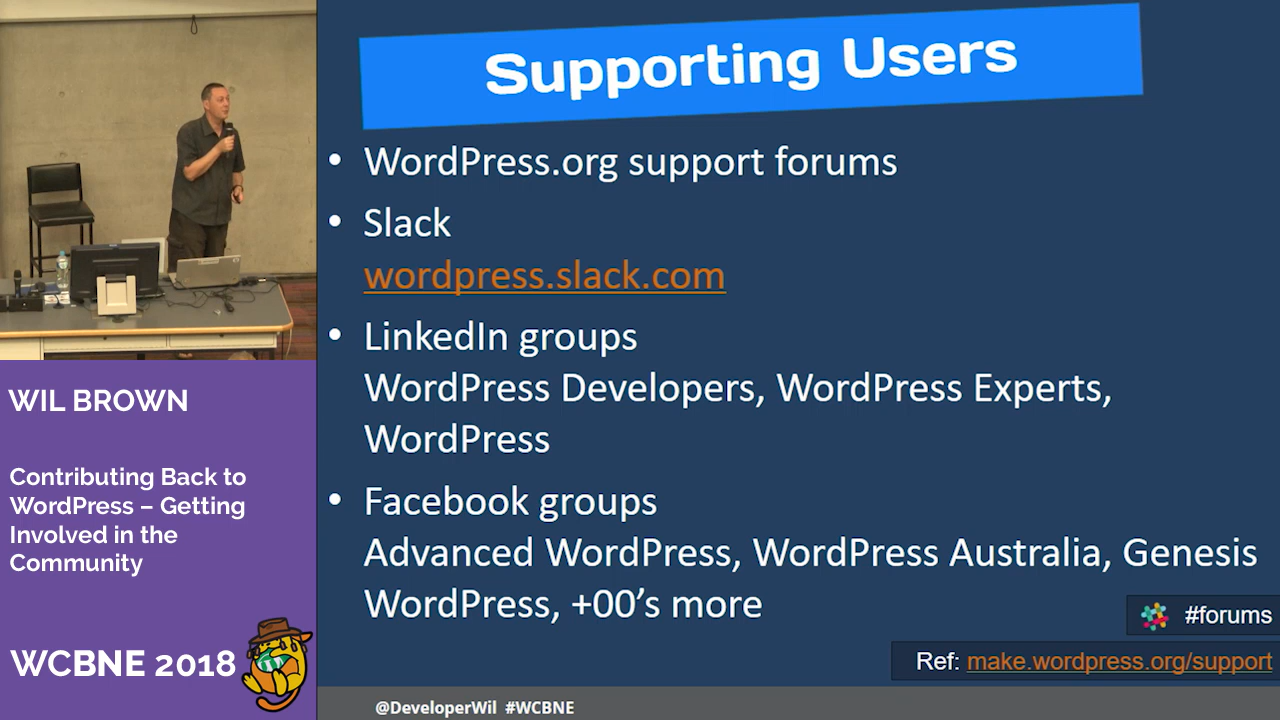 Supporting Users
• WordPress.org support forums
• Slack
wordpress.slack.com
• LinkedIn groups
WordPress Developers, WordPress Experts,
WordPress
• Facebook groups
Advanced WordPress, WordPress Australia, Genesis
WordPress, +00’s more
#forums
Ref: make.wordpress.org/support
@DeveloperWil #WCBNE
WIL BROWN
Contributing Back to
WordPress – Getting
Involved in the
Community
WCBNE 2018